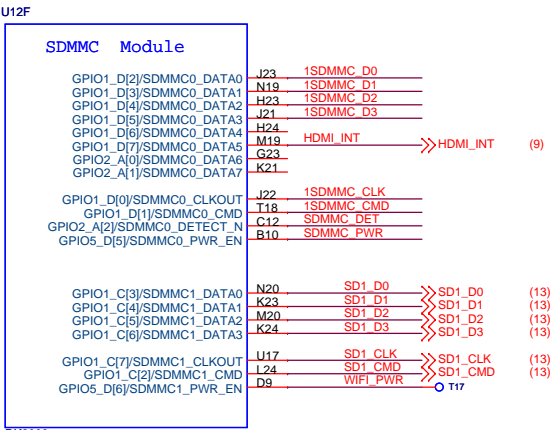 U12F
SDMMC Module
GPIO1_D[2]/SDMMC0_DATA0 J23 1SDMMC_D0
GPIO1_D[3]/SDMMC0_DATA1 N19 1SDMMC_D1
GPIO1_D[4]/SDMMC0_DATA2 H23 1SDMMC_D2
GPIO1_D[5]/SDMMC0_DATA3 J21 1SDMMC_D3
GPIO1_D[6]/SDMMC0_DATA4 H24
GPIO1_D[7]/SDMMC0_DATA5 M19 HDMI_INT HDMI_INT (9)
GPIO2_A[0]/SDMMC0_DATA6 G23
GPIO2_A[1]/SDMMC0_DATA7 K21
GPIO1_D[0]/SDMMC0_CLKOUT J22 1SDMMC_CLK
GPIO1_D[1]/SDMMC0_CMD T18 1SDMMC_CMD
GPIO2_A[2]/SDMMC0_DETECT_N C12 SDMMC_DET
GPIO5_D[5]/SDMMC0_PWR_EN B10 SDMMC_PWR
GPIO1_C[3]/SDMMC1_DATA0 N20 SD1_D0 SD1_D0 (13)
GPIO1_C[4]/SDMMC1_DATA1 K23 SD1_D1 SD1_D1 (13)
GPIO1_C[5]/SDMMC1_DATA2 M20 SD1_D2 SD1_D2 (13)
GPIO1_C[6]/SDMMC1_DATA3 K24 SD1_D3 SD1_D3 (13)
GPIO1_C[7]/SDMMC1_CLKOUT U17 SD1_CLK SD1_CLK (13)
GPIO1_C[2]/SDMMC1_CMD L24 SD1_CMD SD1_CMD (13)
GPIO5_D[6]/SDMMC1_PWR_EN D9 WIFI_PWR T17